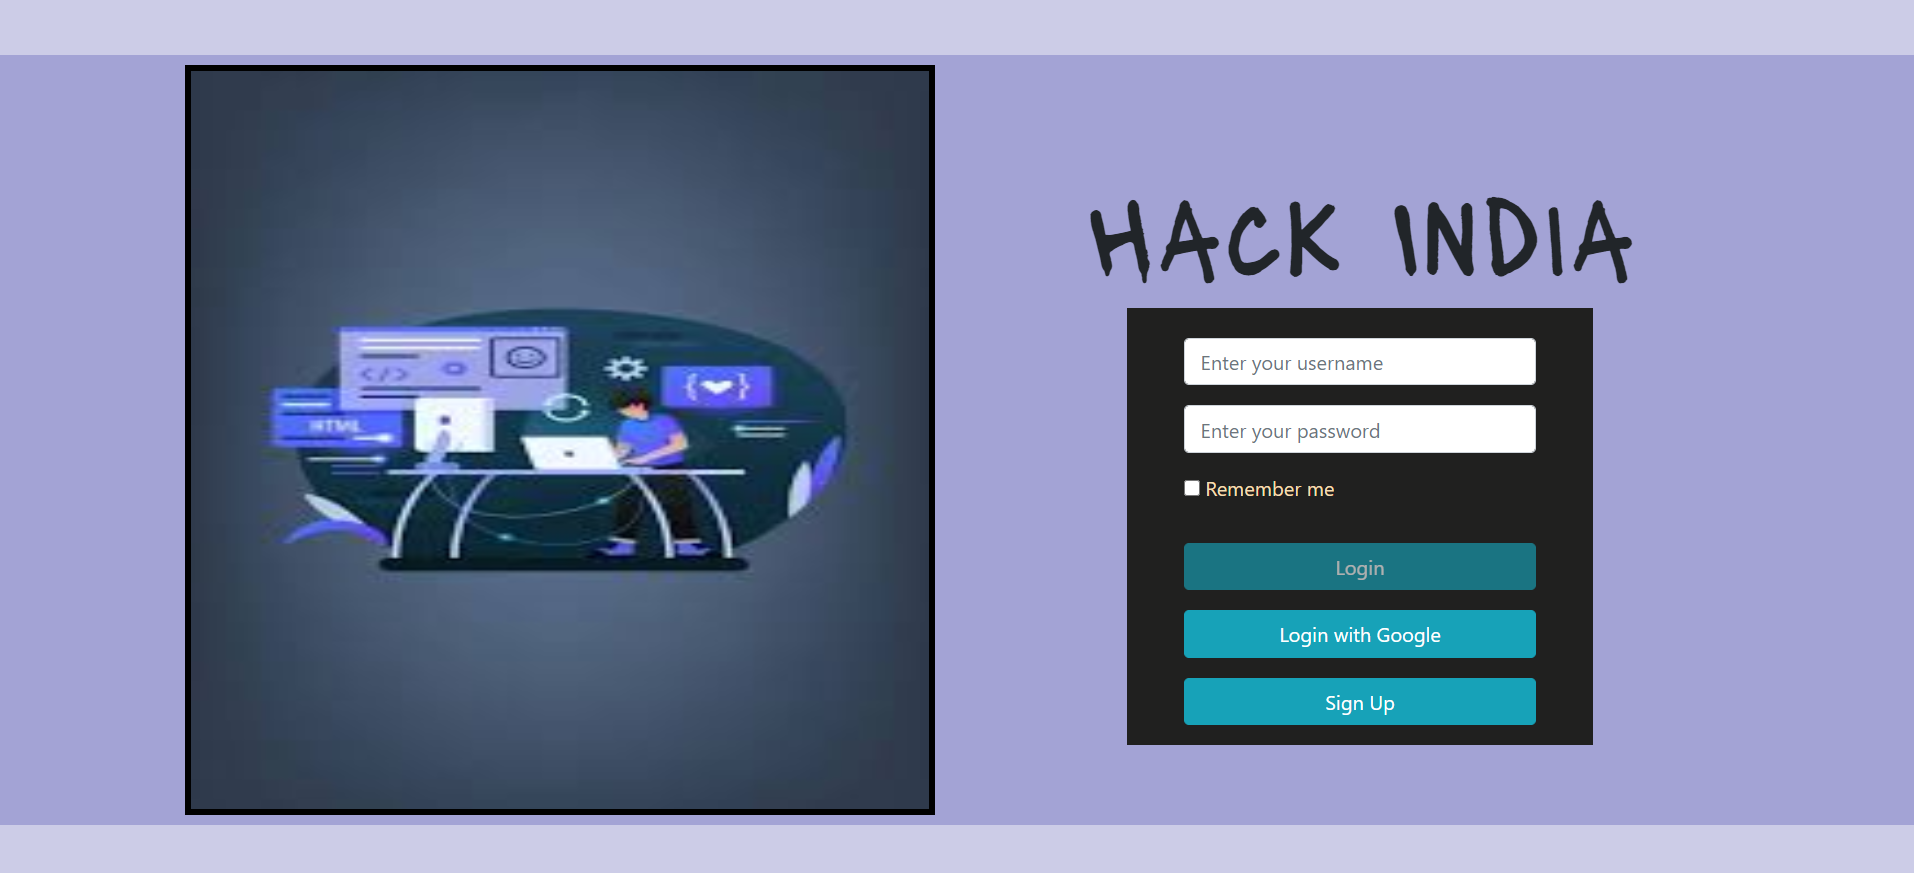 HACK INDIA
</>
{ }
HTML
Enter your username
Enter your password
Remember me
Login
Login with Google
Sign Up